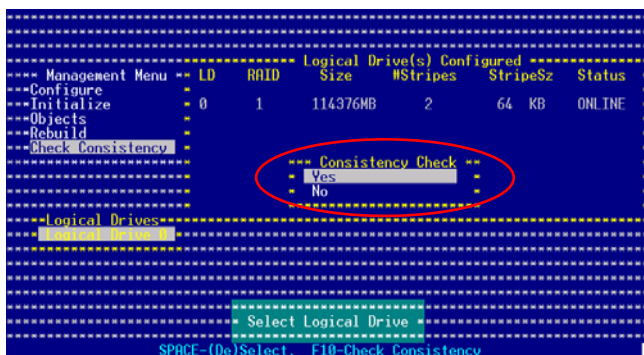 Logical Drive(s) Configured
Management Menu LD RAID Size #Stripes StripeSz Status
Configure
Initialize 0 1 114376MB 2 64 KB ONLINE
Objects
Rebuild
Check Consistency
Consistency Check
Yes
No
Logical Drives
Logical Drive 0
Select Logical Drive
SPACE-(De)Select, F10-Check Consistency